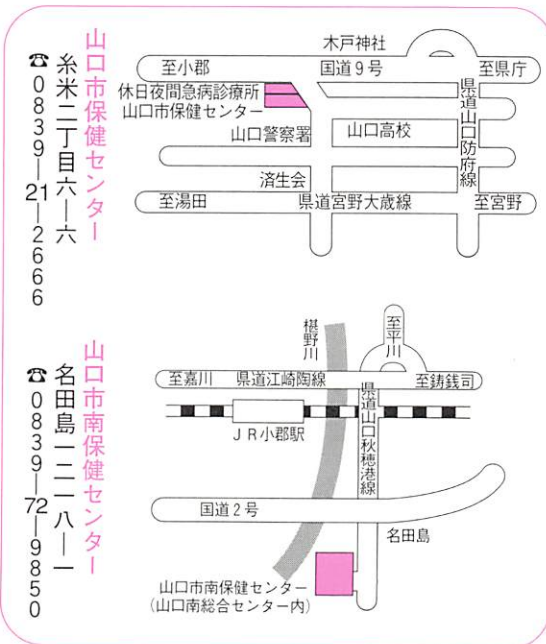 山口市保健センター
糸米二丁目六―六
☎0839―21―2666
木戸神社
至小郡
国道9号
至県庁
休日夜間急病診療所
山口市保健センター
山口警察署
山口高校
県道山口防府線
済生会
至湯田
県道宮野大歳線
至宮野
山口市南保健センター
名田島一二一八―一
☎0839―72―9850
椹野川
至平川
至嘉川
県道江崎陶線
至鋳銭司
県道山口秋穂港線
JR小郡駅
国道2号
名田島
山口市南保健センター
(山口南総合センター内)